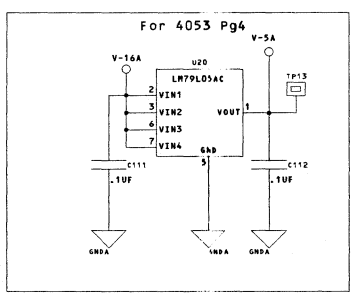 For 4053 Pg4
V-5A
V-16A
U20
LM79L05AC
TP13
2 VIN1
3 VIN2
6 VIN3
7 VIN4
VOUT 1
GND
5
C111
.1UF
C112
.1UF
GNDA
GNDA
GNDA